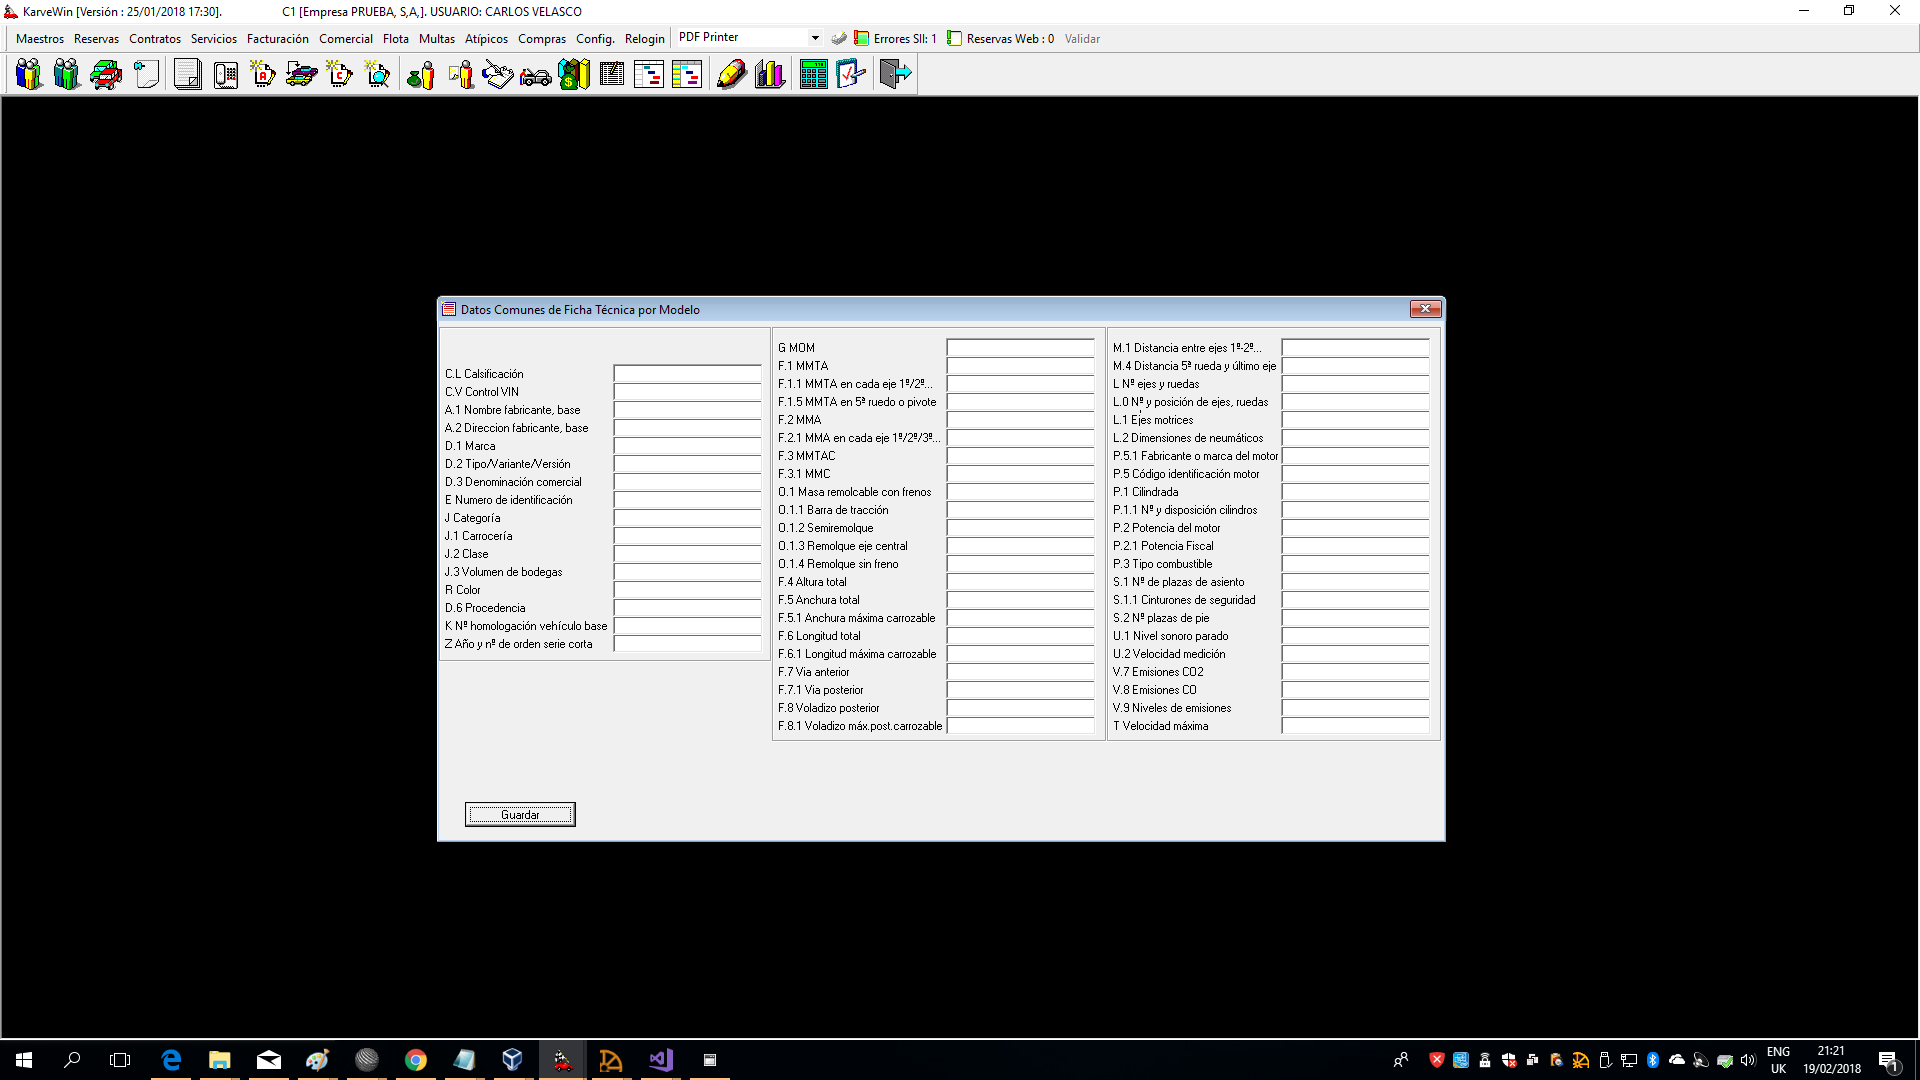 KarveWin [Versión : 25/01/2018 17:30]. C1 [Empresa PRUEBA, S,A,]. USUARIO: CARLOS VELASCO
Maestros Reservas Contratos Servicios Facturación Comercial Flota Multas Atípicos Compras Config. Relogin PDF Printer Errores SII: 1 Reservas Web : 0 Validar
Datos Comunes de Ficha Técnica por Modelo
C.L Calsificación
C.V Control VIN
A.1 Nombre fabricante, base
A.2 Direccion fabricante, base
D.1 Marca
D.2 Tipo/Variante/Versión
D.3 Denominación comercial
E Numero de identificación
J Categoría
J.1 Carrocería
J.2 Clase
J.3 Volumen de bodegas
R Color
D.6 Procedencia
K Nº homologación vehículo base
Z Año y nº de orden serie corta
G MOM
F.1 MMTA
F.1.1 MMTA en cada eje 1º/2º...
F.1.5 MMTA en 5ª ruedo o pivote
F.2 MMA
F.2.1 MMA en cada eje 1º/2º/3º...
F.3 MMTAC
F.3.1 MMC
O.1 Masa remolcable con frenos
O.1.1 Barra de tracción
O.1.2 Semiremolque
O.1.3 Remolque eje central
O.1.4 Remolque sin freno
F.4 Altura total
F.5 Anchura total
F.5.1 Anchura máxima carrozable
F.6 Longitud total
F.6.1 Longitud máxima carrozable
F.7 Via anterior
F.7.1 Via posterior
F.8 Voladizo posterior
F.8.1 Voladizo máx.post.carrozable
M.1 Distancia entre ejes 1º-2º...
M.4 Distancia 5ª rueda y último eje
L Nº ejes y ruedas
L.0 Nº y posición de ejes, ruedas
L.1 Ejes motrices
L.2 Dimensiones de neumáticos
P.5.1 Fabricante o marca del motor
P.5 Código identificación motor
P.1 Cilindrada
P.1.1 Nº y disposición cilindros
P.2 Potencia del motor
P.2.1 Potencia Fiscal
P.3 Tipo combustible
S.1 Nº de plazas de asiento
S.1.1 Cinturones de seguridad
S.2 Nº plazas de pie
U.1 Nivel sonoro parado
U.2 Velocidad medición
V.7 Emisiones CO2
V.8 Emisiones CO
V.9 Niveles de emisiones
T Velocidad máxima
Guardar
ENG
UK
21:21
19/02/2018
1